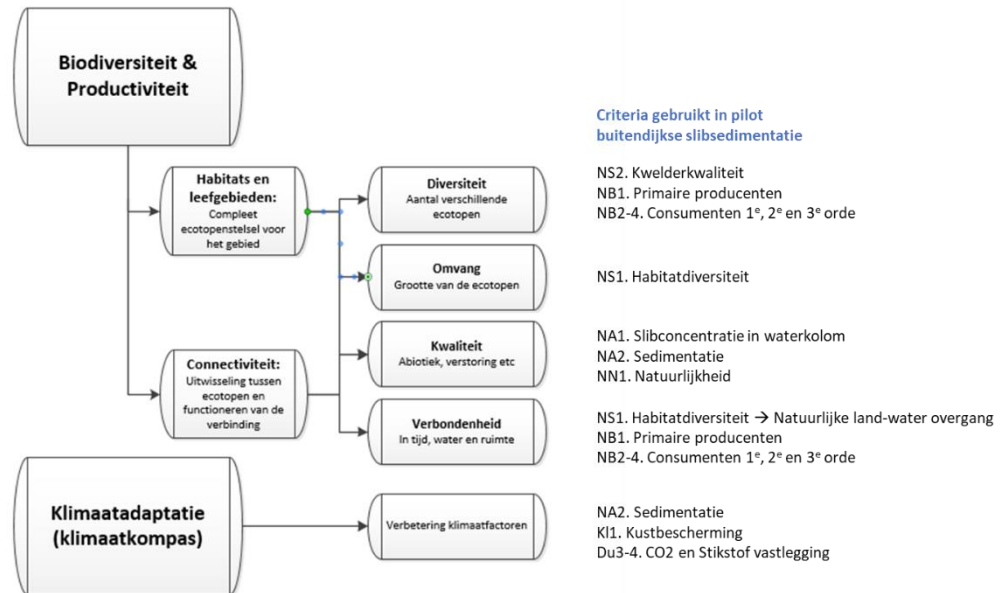 Biodiversiteit &
Productiviteit
Criteria gebruikt in pilot
buitendijkse slibsedimentatie
Habitats en
leefgebieden:
Compleet
ecotopenstelsel voor
het gebied
Diversiteit
Aantal verschillende
ecotopen
NS2. Kwelderkwaliteit
NB1. Primaire producenten
NB2-4. Consumenten 1e, 2e en 3e orde
Omvang
Grootte van de ecotopen
NS1. Habitatdiversiteit
Connectiviteit:
Uitwisseling tussen
ecotopen en
functioneren van de
verbinding
Kwaliteit
Abiotiek, verstoring etc
NA1. Slibconcentratie in waterkolom
NA2. Sedimentatie
NN1. Natuurlijkheid
Verbondenheid
In tijd, water en ruimte
NS1. Habitatdiversiteit → Natuurlijke land-water overgang
NB1. Primaire producenten
NB2-4. Consumenten 1e, 2e en 3e orde
Klimaatadaptatie
(klimaatkompas)
Verbetering klimaatfactoren
NA2. Sedimentatie
Kl1. Kustbescherming
Du3-4. CO2 en Stikstof vastlegging